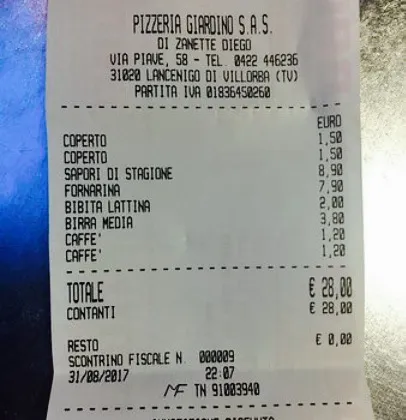 PIZZERIA GIARDINO S.A.S.
DI ZANETTE DIEGO
VIA PIAVE, 58 - TEL. 0422 446236
31020 LANCENIGO DI VILLORBA (TV)
PARTITA IVA 01836450260
EURO
COPERTO 1,50
COPERTO 1,50
SAPORI DI STAGIONE 8,90
FORNARINA 7,90
BIBITA LATTINA 2,00
BIRRA MEDIA 3,80
CAFFE' 1,20
CAFFE' 1,20
TOTALE € 28,00
CONTANTI € 28,00
RESTO € 0,00
SCONTRINO FISCALE N. 000009
31/08/2017 22:07
MF TN 91003940